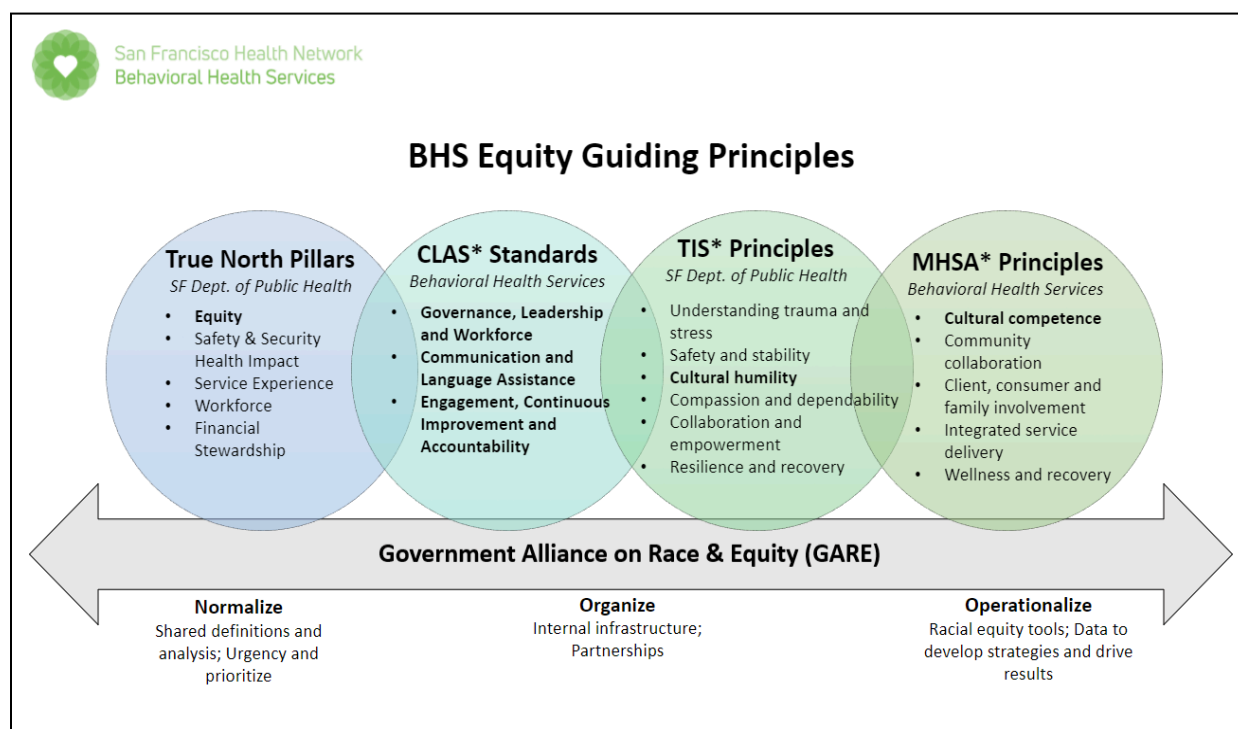 San Francisco Health Network
Behavioral Health Services
BHS Equity Guiding Principles
True North Pillars
SF Dept. of Public Health
• Equity
• Safety & Security
Health Impact
• Service Experience
• Workforce
• Financial
Stewardship
CLAS* Standards
Behavioral Health Services
• Governance, Leadership
and Workforce
• Communication and
Language Assistance
• Engagement, Continuous
Improvement and
Accountability
TIS* Principles
SF Dept. of Public Health
• Understanding trauma and
stress
• Safety and stability
• Cultural humility
• Compassion and dependability
• Collaboration and
empowerment
• Resilience and recovery
MHSA* Principles
Behavioral Health Services
• Cultural competence
• Community
collaboration
• Client, consumer and
family involvement
• Integrated service
delivery
• Wellness and recovery
Government Alliance on Race & Equity (GARE)
Normalize
Shared definitions and
analysis; Urgency and
prioritize
Organize
Internal infrastructure;
Partnerships
Operationalize
Racial equity tools; Data to
develop strategies and drive
results